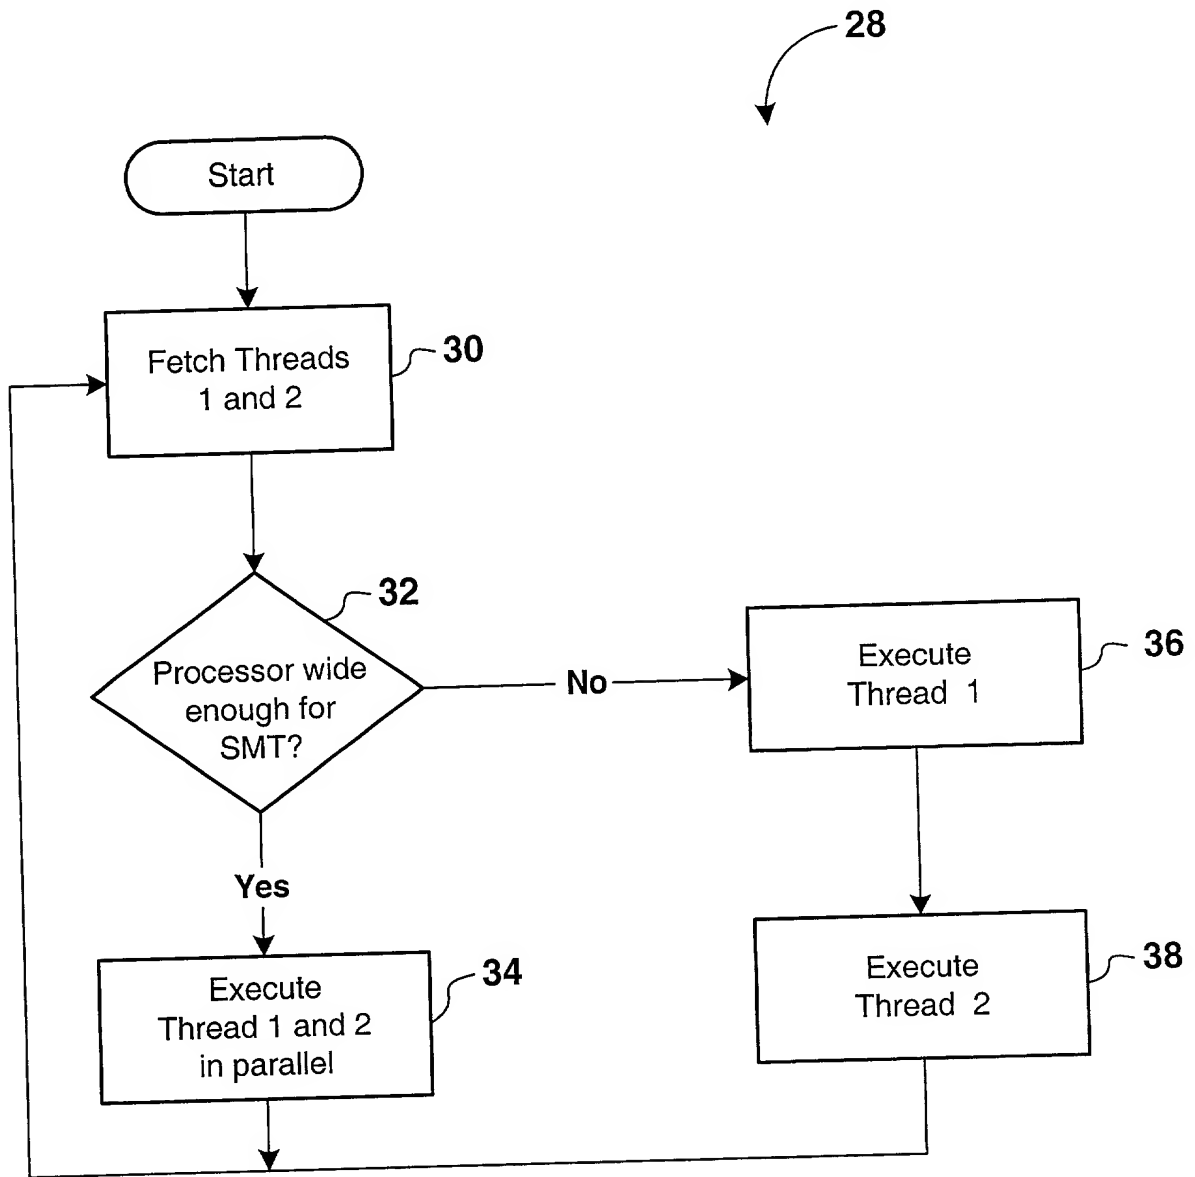 28
Start
Fetch Threads
1 and 2
30
32
Processor wide
enough for
SMT?
No
Execute
Thread 1
36
Yes
Execute
Thread 1 and 2
in parallel
34
Execute
Thread 2
38